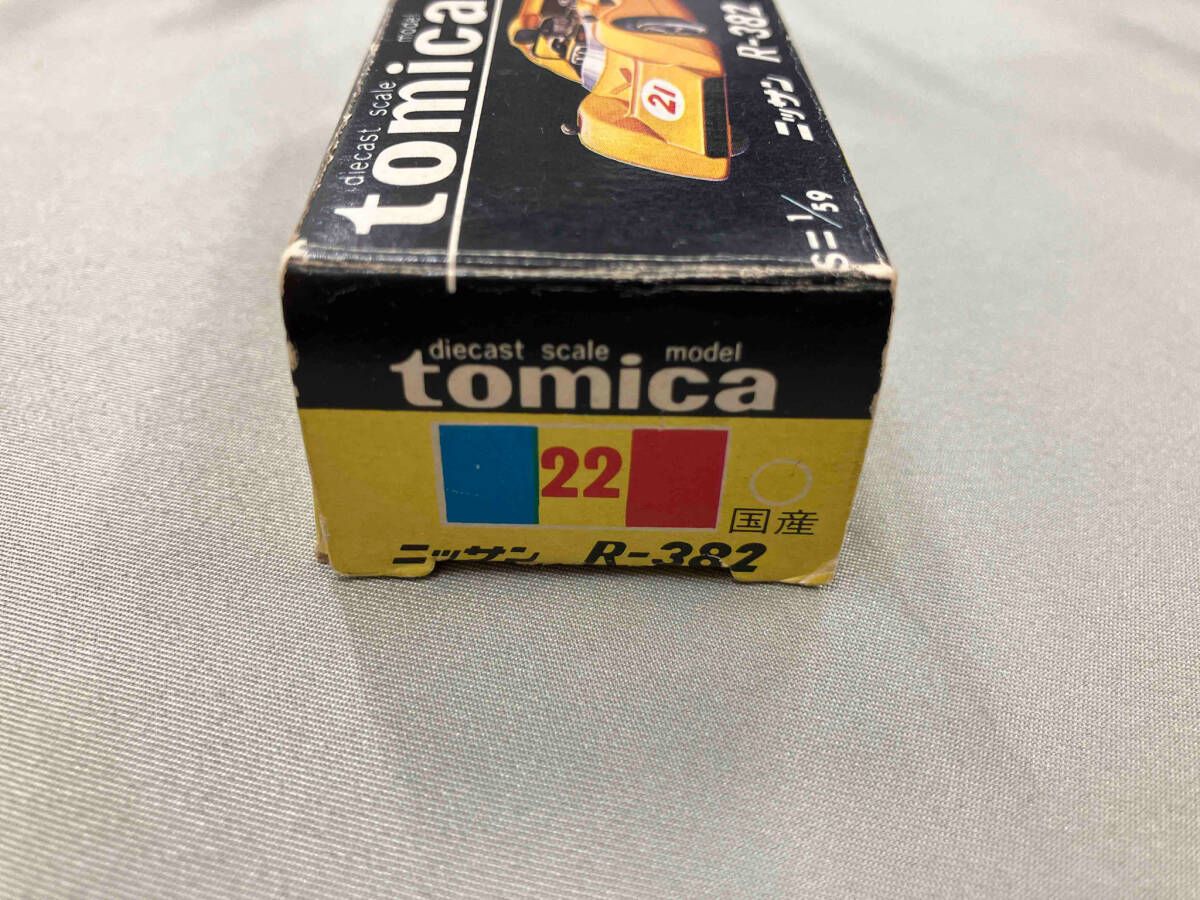 diecast scale model
tomica
21
ニッサン R-382
S=1/59
diecast scale model
tomica
22
国産
ニッサン R-382